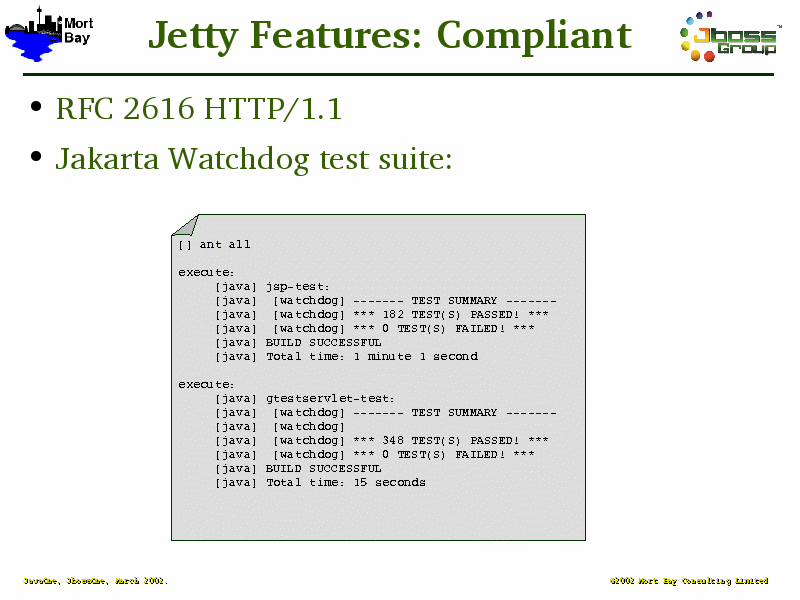 Mort
Bay
Jetty Features: Compliant
Jboss
Group
™
• RFC 2616 HTTP/1.1
• Jakarta Watchdog test suite:
[] ant all
execute:
[java] jsp-test:
[java] [watchdog] ------- TEST SUMMARY -------
[java] [watchdog] *** 182 TEST(S) PASSED! ***
[java] [watchdog] *** 0 TEST(S) FAILED! ***
[java] BUILD SUCCESSFUL
[java] Total time: 1 minute 1 second
execute:
[java] gtestservlet-test:
[java] [watchdog] ------- TEST SUMMARY -------
[java] [watchdog]
[java] [watchdog] *** 348 TEST(S) PASSED! ***
[java] [watchdog] *** 0 TEST(S) FAILED! ***
[java] BUILD SUCCESSFUL
[java] Total time: 15 seconds
JavaOne, JbossOne, March 2002.
©2002 Mort Bay Consulting Limited